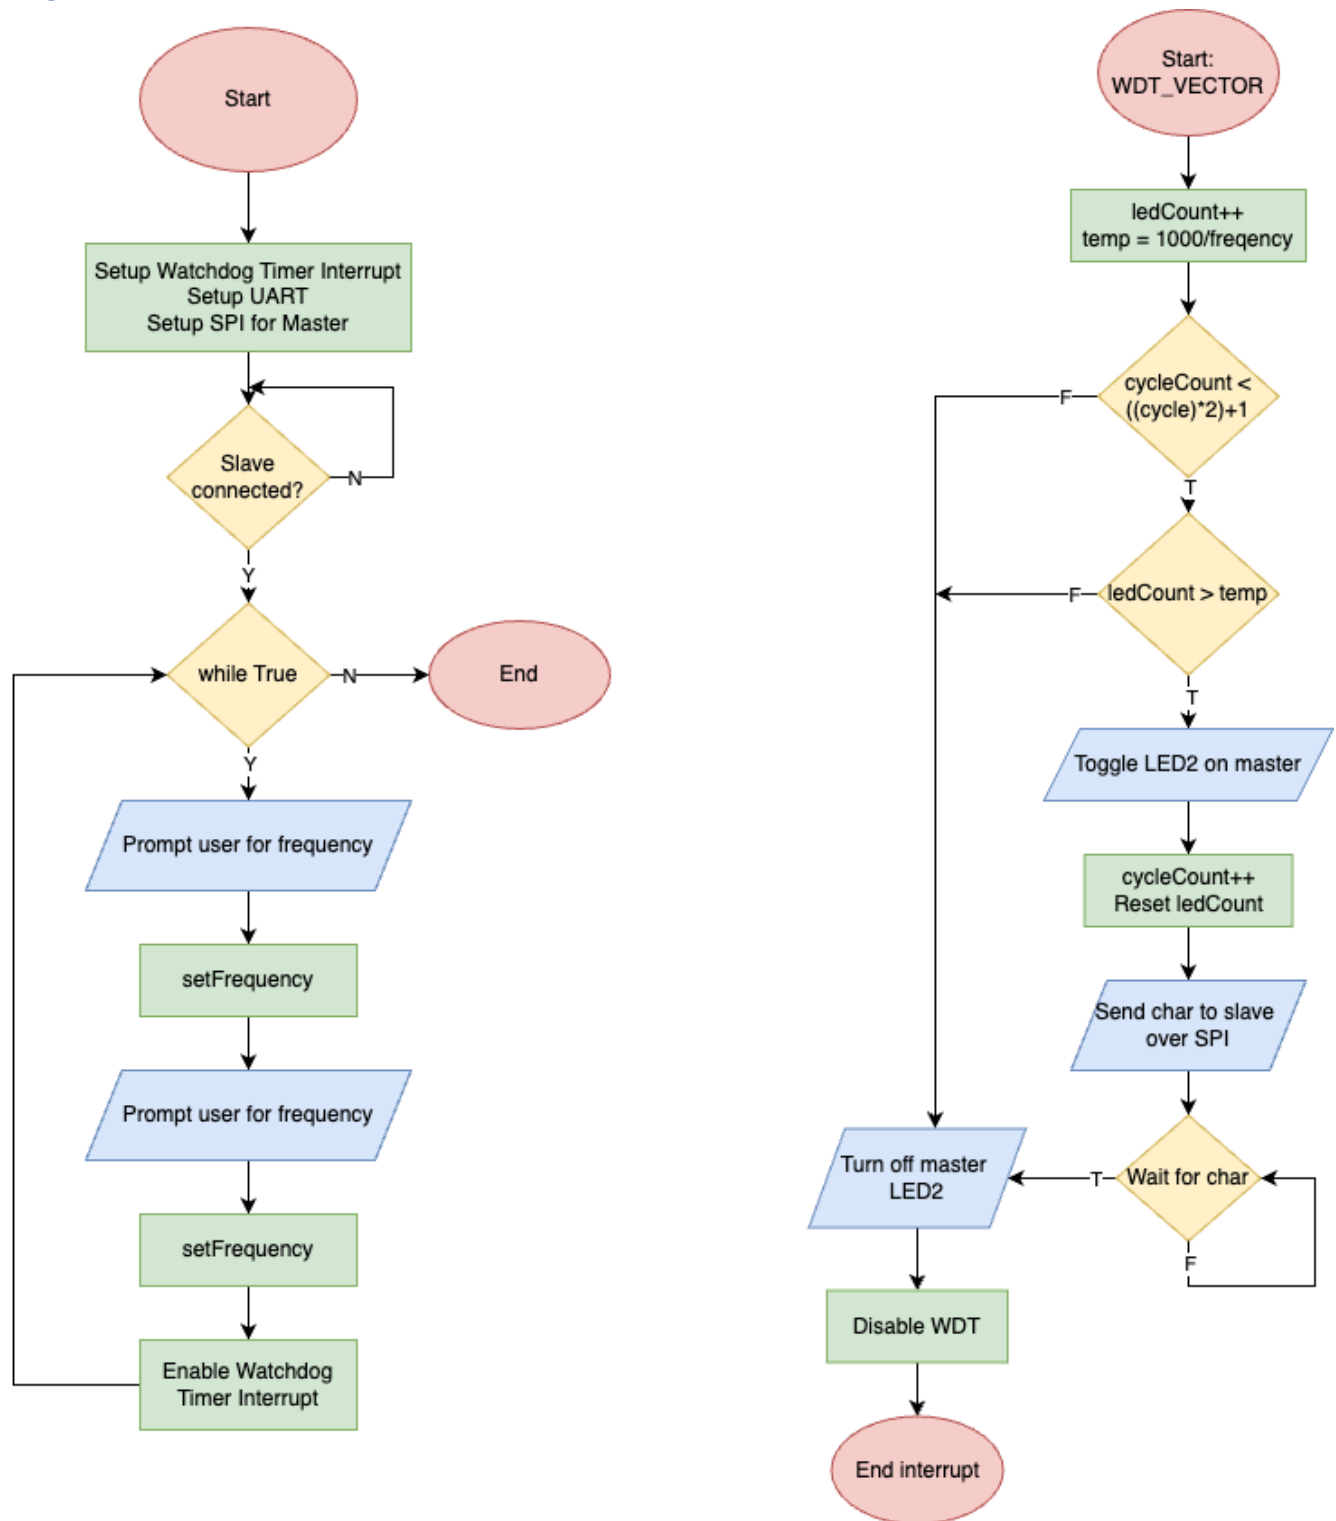 Start
Setup Watchdog Timer Interrupt
Setup UART
Setup SPI for Master
Slave
connected?
N
Y
while True
N
End
Y
Prompt user for frequency
setFrequency
Prompt user for frequency
setFrequency
Enable Watchdog
Timer Interrupt
Start:
WDT_VECTOR
ledCount++
temp = 1000/freqency
cycleCount <
((cycle)*2)+1
F
T
ledCount > temp
F
T
Toggle LED2 on master
cycleCount++
Reset ledCount
Send char to slave
over SPI
Wait for char
T
F
Turn off master
LED2
Disable WDT
End interrupt